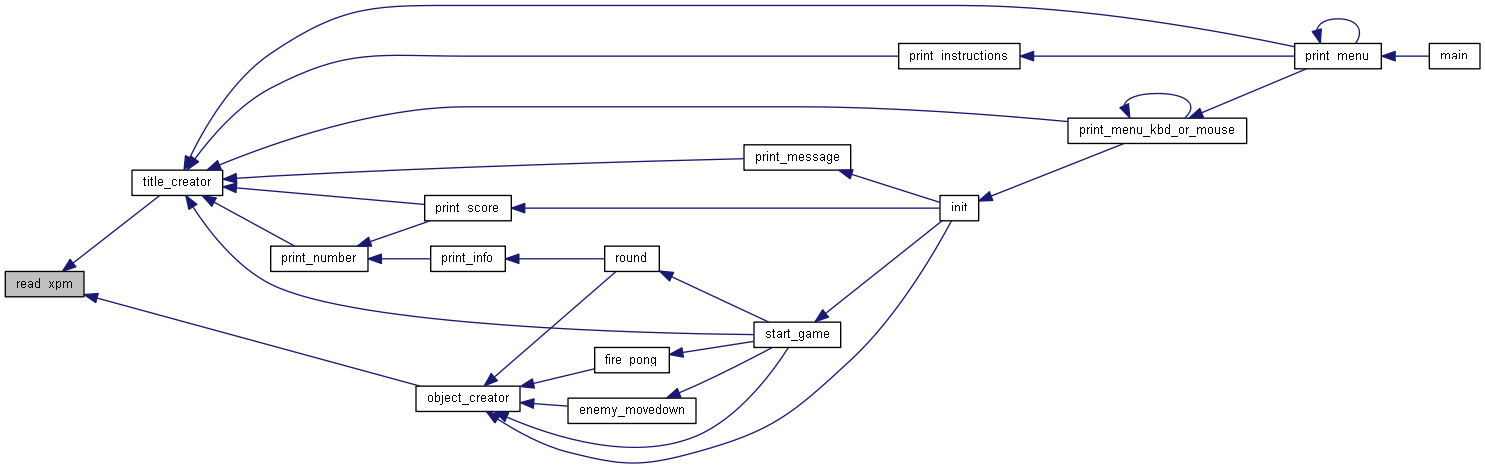 print_menu
main
print_instructions
print_menu_kbd_or_mouse
print_message
title_creator
print_score
init
print_number
print_info
round
read_xpm
start_game
fire_pong
object_creator
enemy_movedown